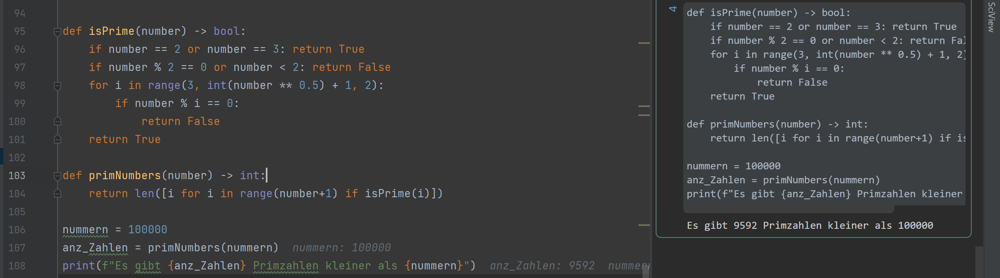 94
95 def isPrime(number) -> bool:
96     if number == 2 or number == 3: return True
97     if number % 2 == 0 or number < 2: return False
98     for i in range(3, int(number ** 0.5) + 1, 2):
99         if number % i == 0:
100             return False
101     return True
102
103 def primNumbers(number) -> int:
104     return len([i for i in range(number+1) if isPrime(i)])
105
106 nummern = 100000
107 anz_Zahlen = primNumbers(nummern)  nummern: 100000
108 print(f"Es gibt {anz_Zahlen} Primzahlen kleiner als {nummern}")  anz_Zahlen: 9592  nummern
4
def isPrime(number) -> bool:
    if number == 2 or number == 3: return True
    if number % 2 == 0 or number < 2: return Fal
    for i in range(3, int(number ** 0.5) + 1, 2)
        if number % i == 0:
            return False
    return True
def primNumbers(number) -> int:
    return len([i for i in range(number+1) if is
nummern = 100000
anz_Zahlen = primNumbers(nummern)
print(f"Es gibt {anz_Zahlen} Primzahlen kleiner
Es gibt 9592 Primzahlen kleiner als 100000
SciView